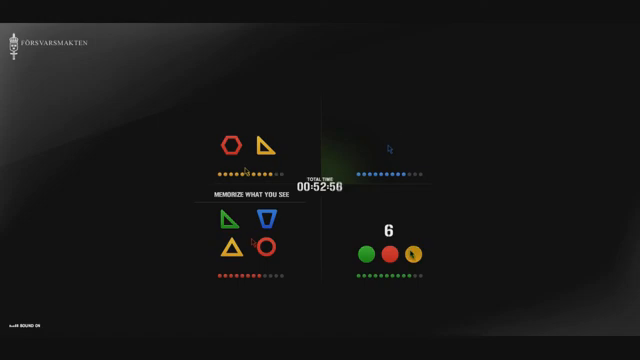 FÖRSVARSMAKTEN
TOTAL TIME
00:52:56
MEMORIZE WHAT YOU SEE
6
SOUND ON